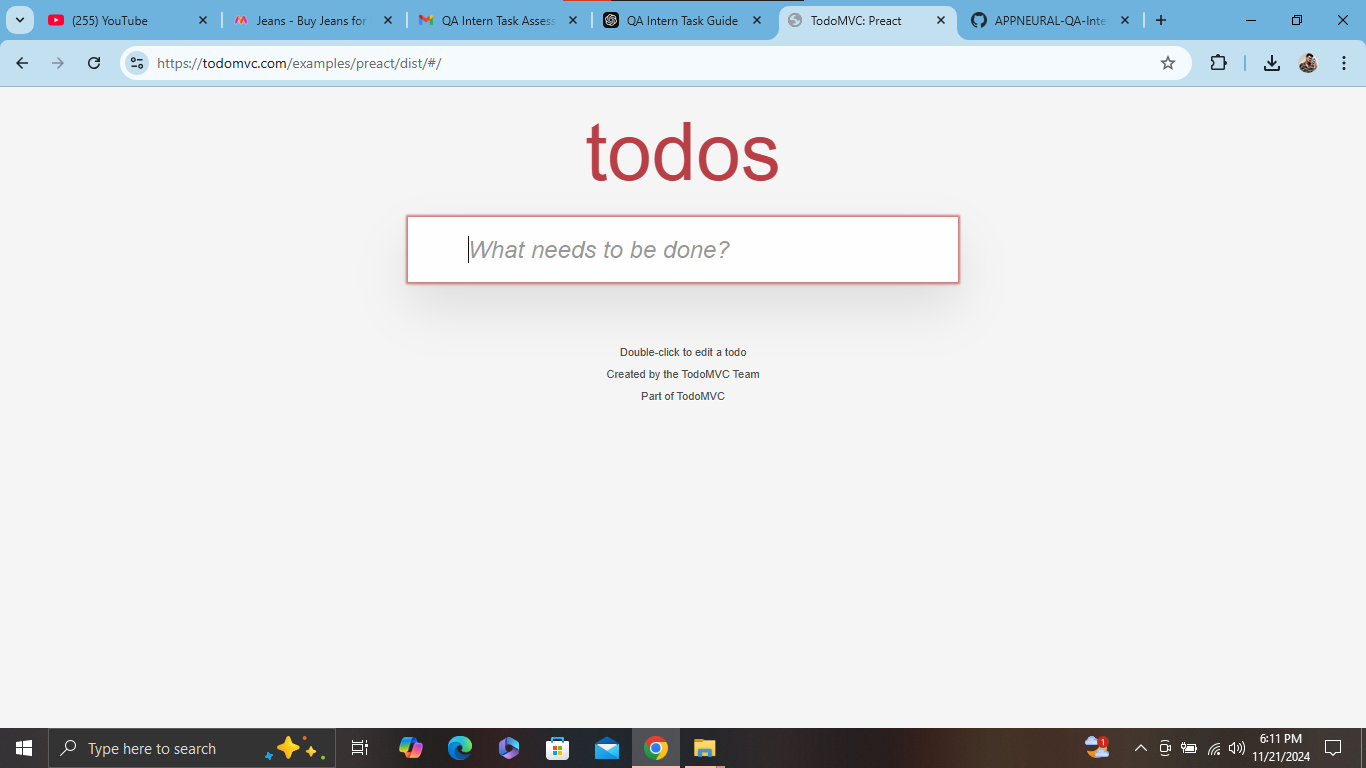 (255) YouTube
Jeans - Buy Jeans for
QA Intern Task Assess
QA Intern Task Guide
TodoMVC: Preact
APPNEURAL-QA-Inte
https://todomvc.com/examples/preact/dist/#/
todos
What needs to be done?
Double-click to edit a todo
Created by the TodoMVC Team
Part of TodoMVC
Type here to search
1
6:11 PM
11/21/2024